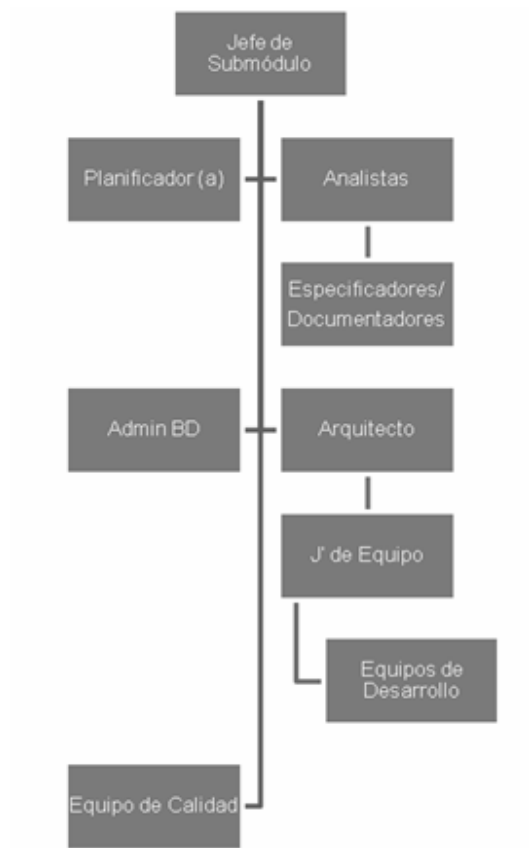 Jefe de
Submódulo
Planificador (a)
Analistas
Especificadores/
Documentadores
Admin BD
Arquitecto
J' de Equipo
Equipos de
Desarrollo
Equipo de Calidad